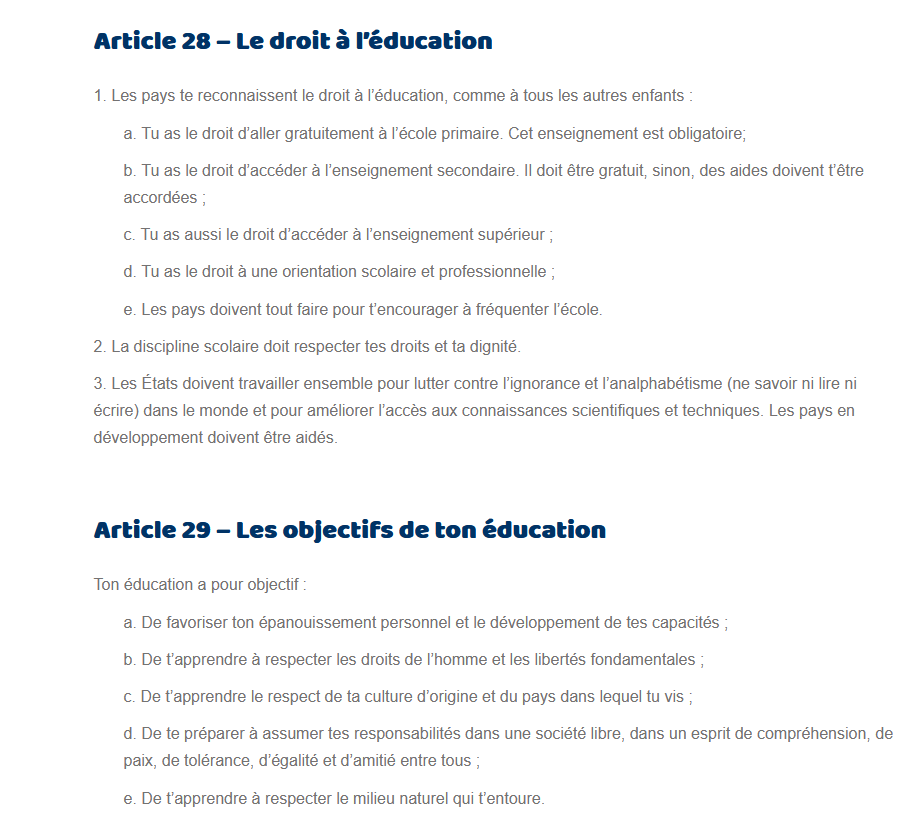 Article 28 – Le droit à l’éducation
1. Les pays te reconnaissent le droit à l’éducation, comme à tous les autres enfants :
a. Tu as le droit d’aller gratuitement à l’école primaire. Cet enseignement est obligatoire;
b. Tu as le droit d’accéder à l’enseignement secondaire. Il doit être gratuit, sinon, des aides doivent t’être
accordées ;
c. Tu as aussi le droit d’accéder à l’enseignement supérieur ;
d. Tu as le droit à une orientation scolaire et professionnelle ;
e. Les pays doivent tout faire pour t’encourager à fréquenter l’école.
2. La discipline scolaire doit respecter tes droits et ta dignité.
3. Les États doivent travailler ensemble pour lutter contre l’ignorance et l’analphabétisme (ne savoir ni lire ni
écrire) dans le monde et pour améliorer l’accès aux connaissances scientifiques et techniques. Les pays en
développement doivent être aidés.
Article 29 – Les objectifs de ton éducation
Ton éducation a pour objectif :
a. De favoriser ton épanouissement personnel et le développement de tes capacités ;
b. De t’apprendre à respecter les droits de l’homme et les libertés fondamentales ;
c. De t’apprendre le respect de ta culture d’origine et du pays dans lequel tu vis ;
d. De te préparer à assumer tes responsabilités dans une société libre, dans un esprit de compréhension, de
paix, de tolérance, d’égalité et d’amitié entre tous ;
e. De t’apprendre à respecter le milieu naturel qui t’entoure.